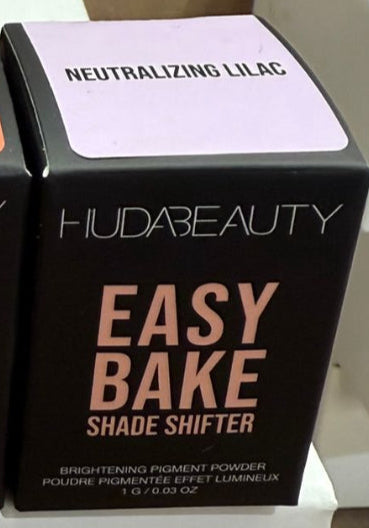 NEUTRALIZING LILAC
HUDABEAUTY
EASY
BAKE
SHADE SHIFTER
BRIGHTENING PIGMENT POWDER
POUDRE PIGMENTÉE EFFET LUMINEUX
1 G / 0.03 OZ